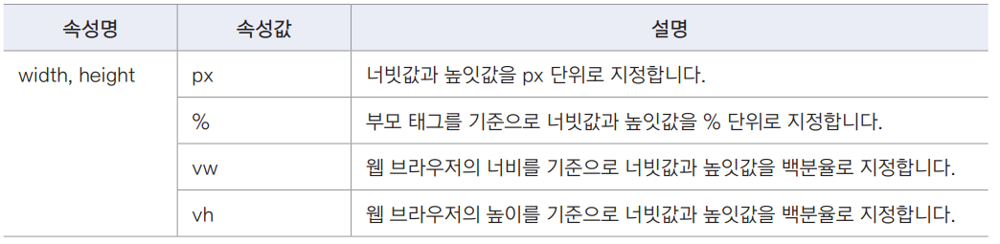 속성명 속성값 설명
width, height px 너빗값과 높잇값을 px 단위로 지정합니다.
% 부모 태그를 기준으로 너빗값과 높잇값을 % 단위로 지정합니다.
vw 웹 브라우저의 너비를 기준으로 너빗값과 높잇값을 백분율로 지정합니다.
vh 웹 브라우저의 높이를 기준으로 너빗값과 높잇값을 백분율로 지정합니다.